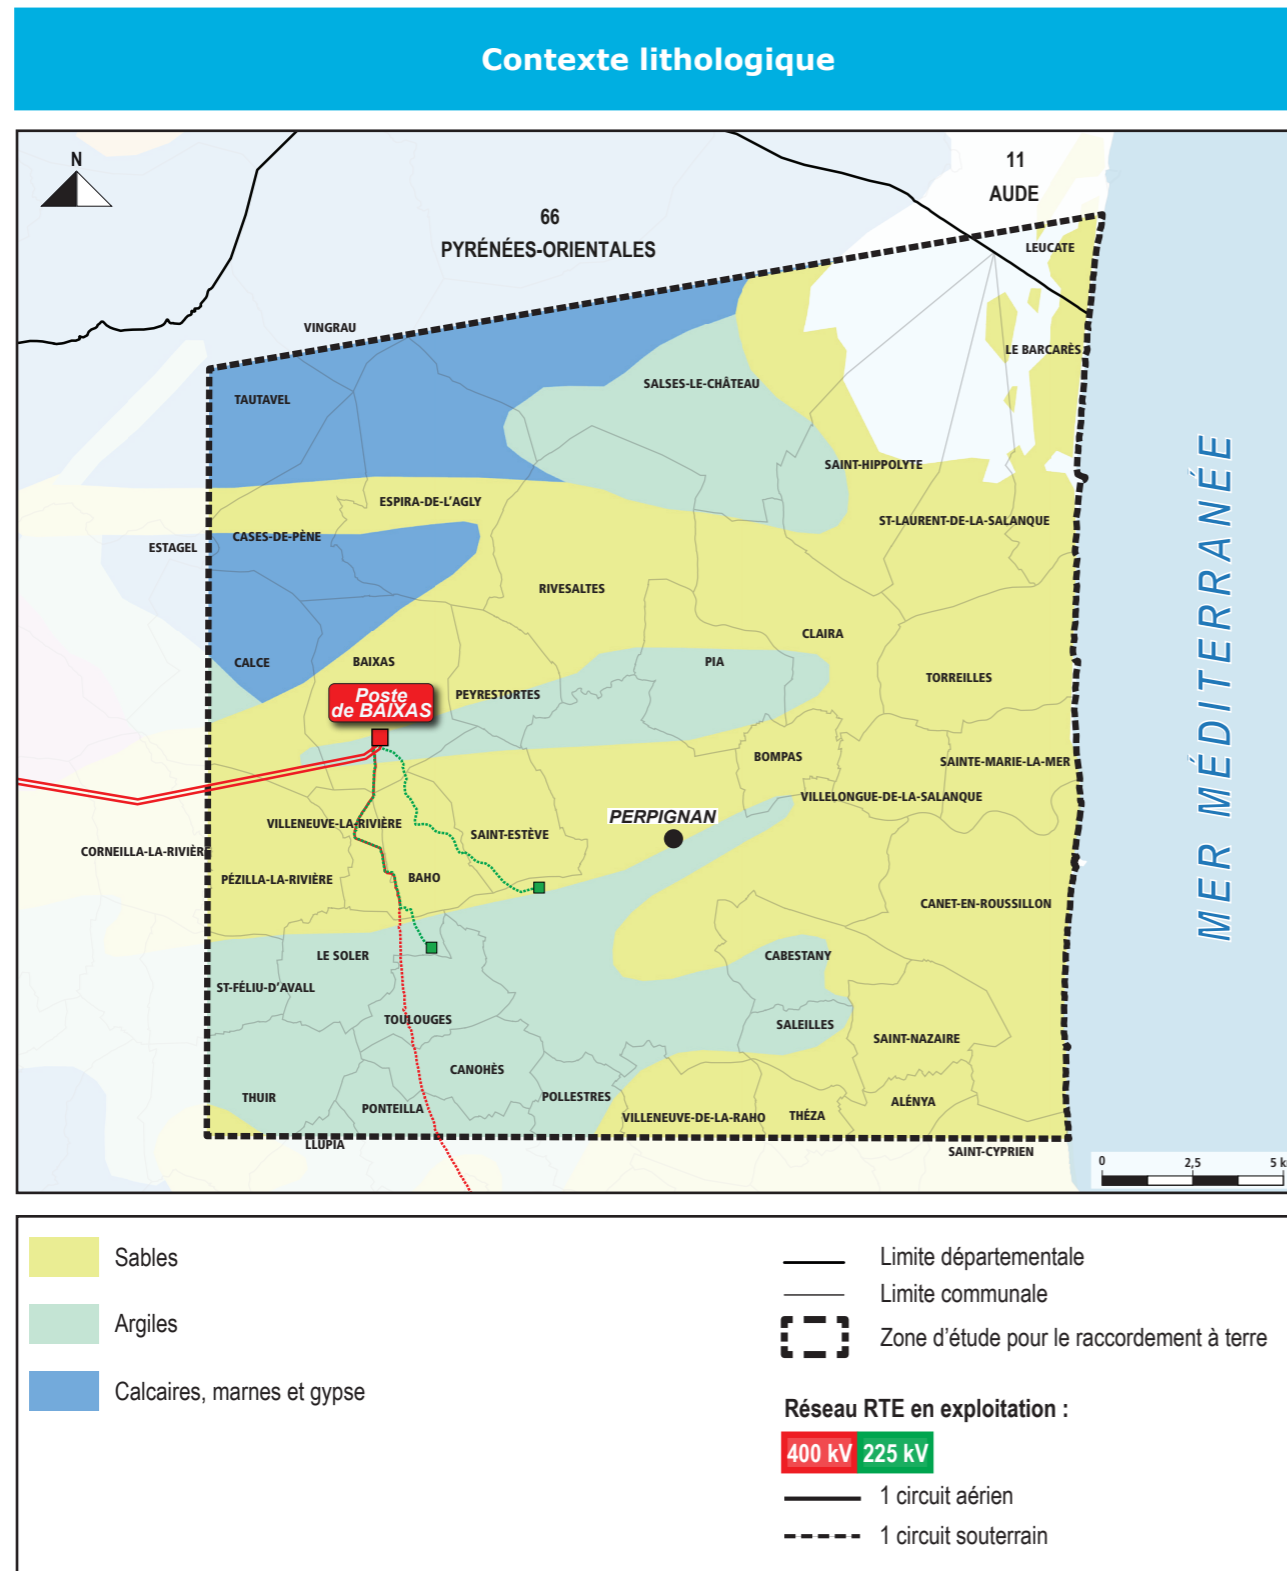 Contexte lithologique
N
11
AUDE
66
PYRÉNÉES-ORIENTALES
LEUCATE
VINGRAU
LE BARCARÈS
SALSES-LE-CHÂTEAU
TAUTAVEL
SAINT-HIPPOLYTE
ESPIRA-DE-L'AGLY
ST-LAURENT-DE-LA-SALANQUE
CASES-DE-PÈNE
ESTAGEL
RIVESALTES
CLAIRA
CALCE
BAIXAS
PIA
TORREILLES
PEYRESTORTES
Poste
de BAIXAS
BOMPAS
SAINTE-MARIE-LA-MER
VILLELONGUE-DE-LA-SALANQUE
PERPIGNAN
VILLENEUVE-LA-RIVIÈRE
SAINT-ESTÈVE
CORNEILLA-LA-RIVIÈRE
PÉZILLA-LA-RIVIÈRE
BAHO
CANET-EN-ROUSSILLON
LE SOLER
CABESTANY
ST-FÉLIU-D'AVALL
TOULOUGES
SALEILLES
SAINT-NAZAIRE
CANOHÈS
THUIR
POLLESTRES
PONTEILLA
ALÉNYA
VILLENEUVE-DE-LA-RAHO
THÉZA
LLUPIA
SAINT-CYPRIEN
MER MÉDITERRANÉE
0
2,5
5 k
Sables
Argiles
Calcaires, marnes et gypse
Limite départementale
Limite communale
Zone d'étude pour le raccordement à terre
Réseau RTE en exploitation :
400 kV 225 kV
1 circuit aérien
1 circuit souterrain